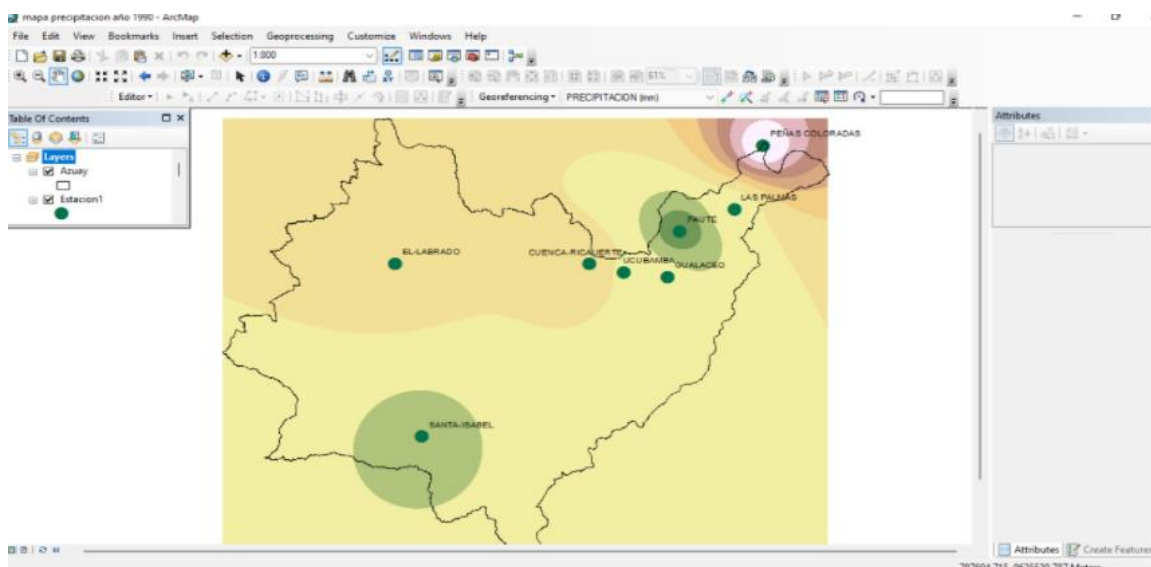 mapa precipitacion año 1990 - ArcMap
File Edit View Bookmarks Insert Selection Geoprocessing Customize Windows Help
1:800
Editor
Georeferencing PRECIPITACION (mm)
Table Of Contents
Layers
Azuay
Estacion1
Attributes
PEÑAS COLORADAS
LAS PALMAS
PAUTE
EL-LABRADO
CUENCA-RICAUERTE
UCUBAMBA
GUALACEO
SANTA-ISABEL
Attributes Create Features